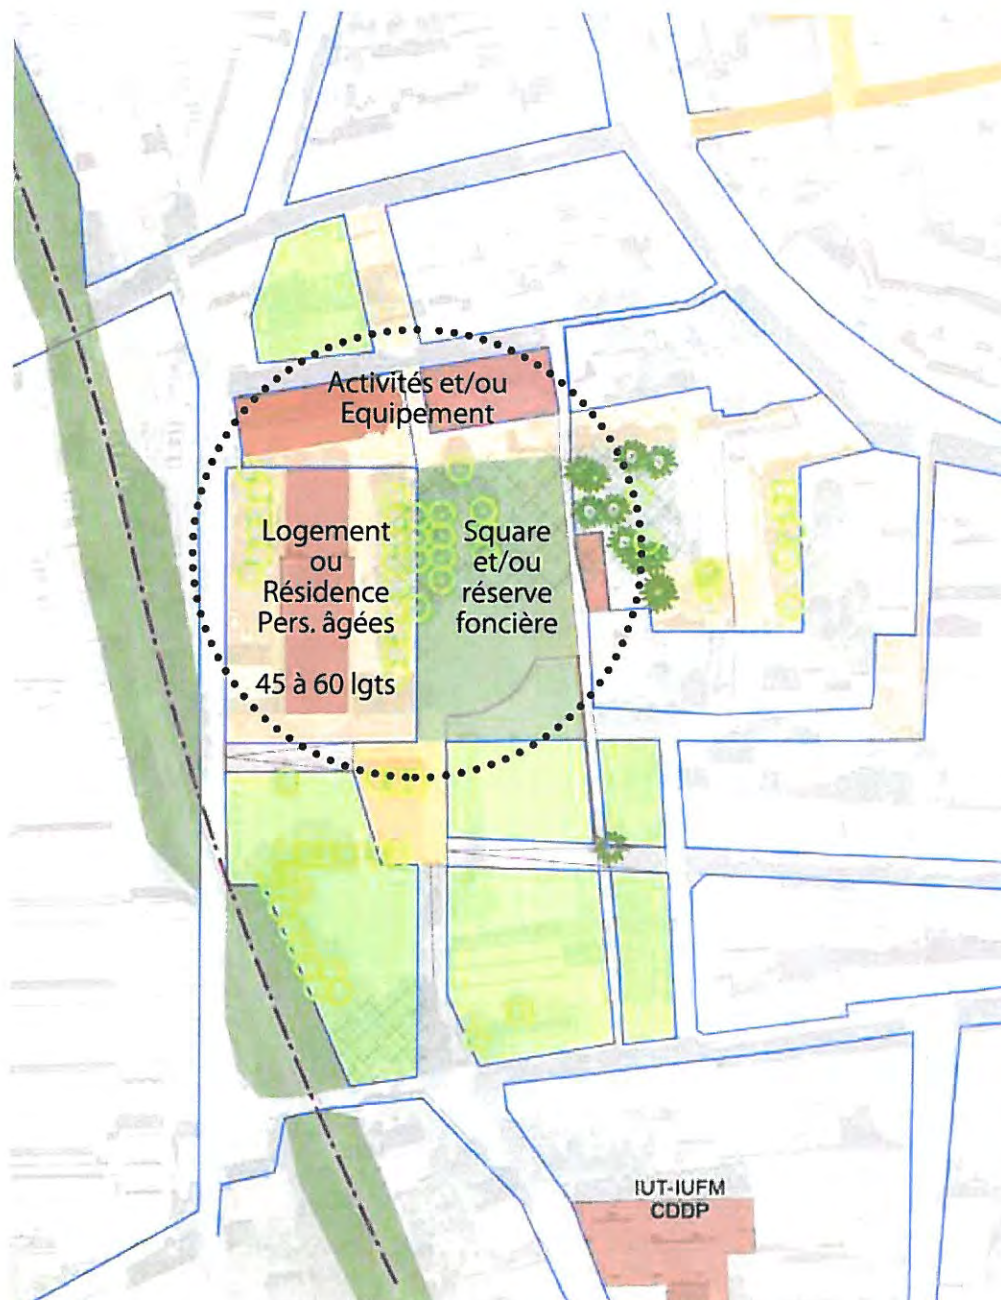 Activités et/ou
Equipement
Logement
ou
Résidence
Pers. âgées
45 à 60 lgts
Square
et/ou
réserve
foncière
IUT-IUFM
CDDP